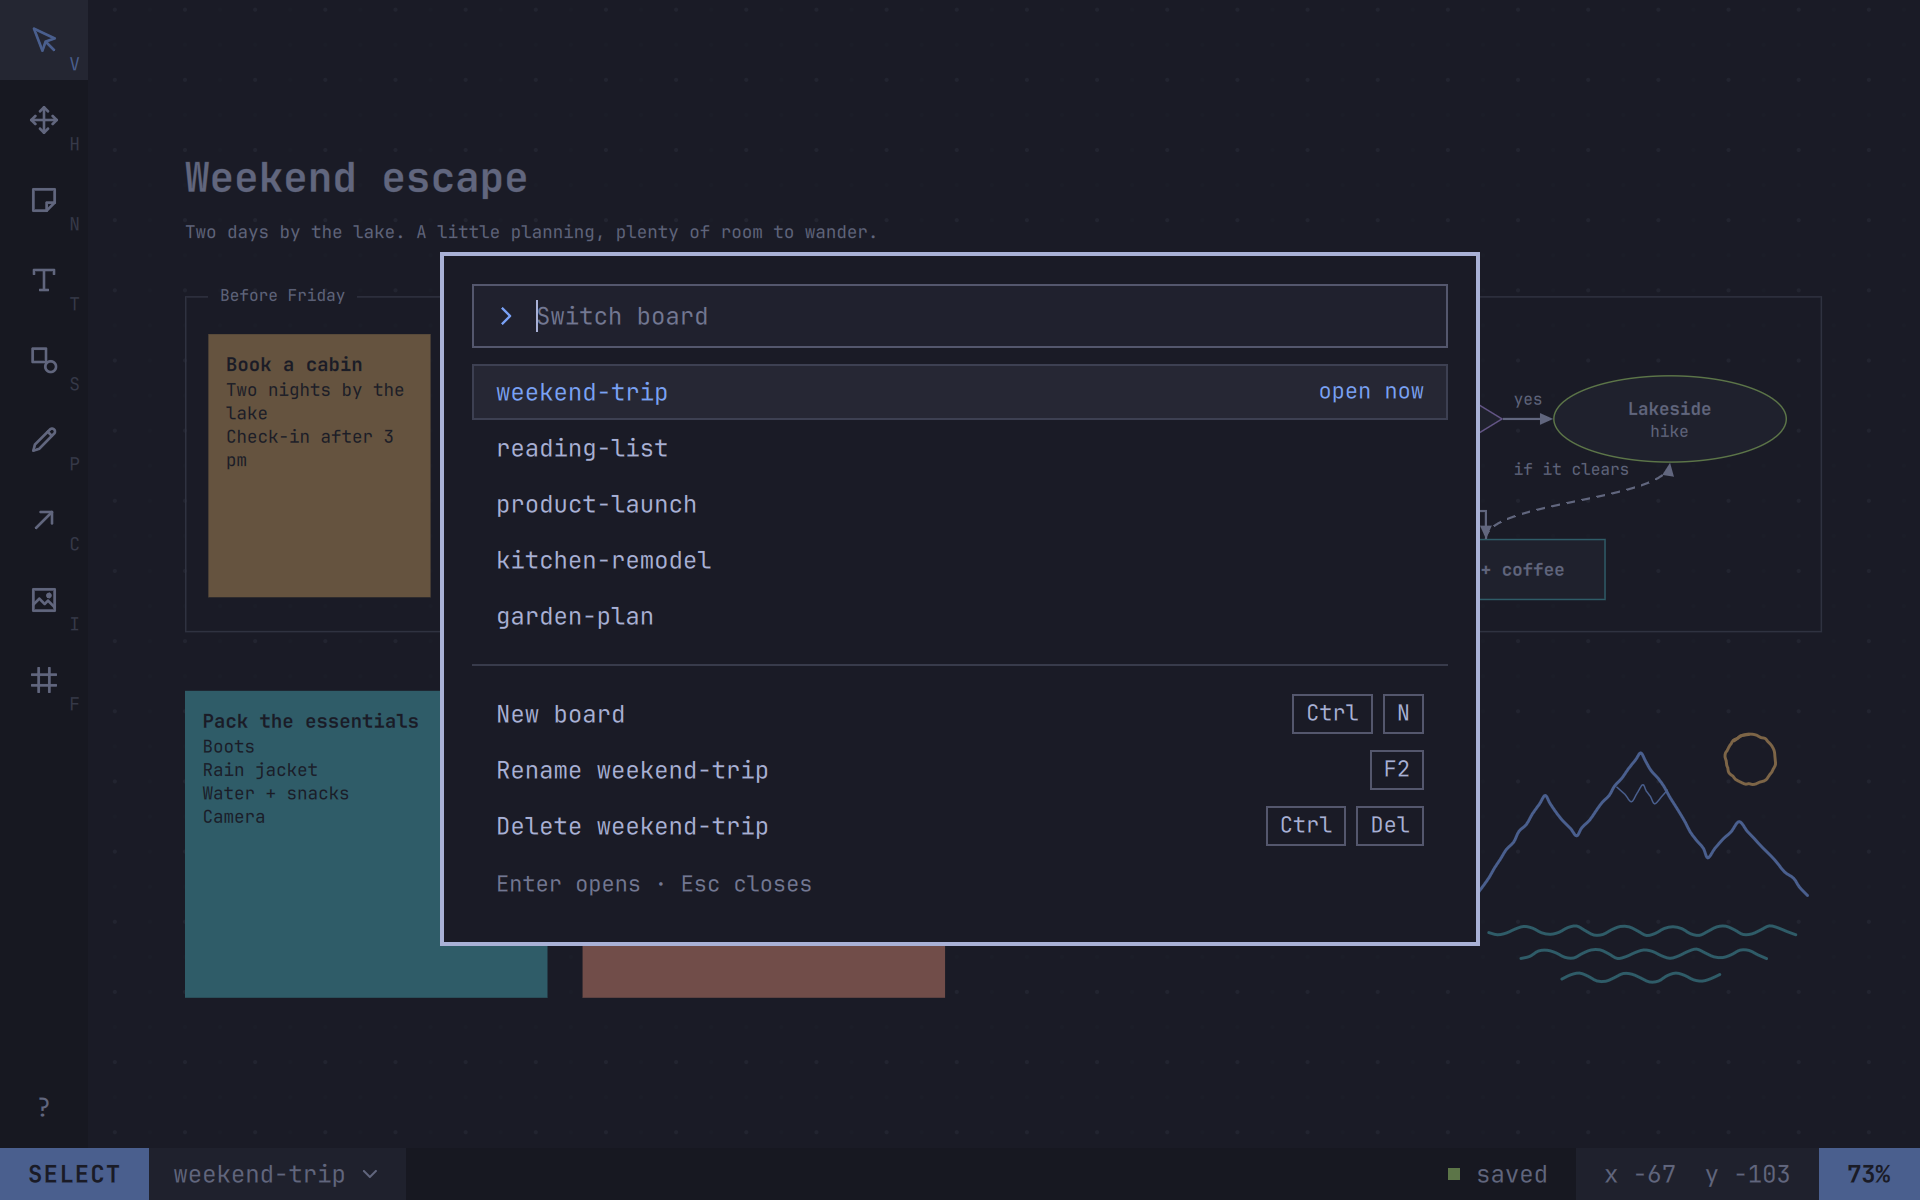 V
H
N
T
S
P
C
I
F
?
Weekend escape
Two days by the lake. A little planning, plenty of room to wander.
Before Friday
Book a cabin
Two nights by the
lake
Check-in after 3
pm
Pack the essentials
Boots
Rain jacket
Water + snacks
Camera
Switch board
weekend-trip open now
reading-list
product-launch
kitchen-remodel
garden-plan
New board Ctrl N
Rename weekend-trip F2
Delete weekend-trip Ctrl Del
Enter opens · Esc closes
yes
Lakeside
hike
if it clears
+ coffee
SELECT weekend-trip saved x -67 y -103 73%